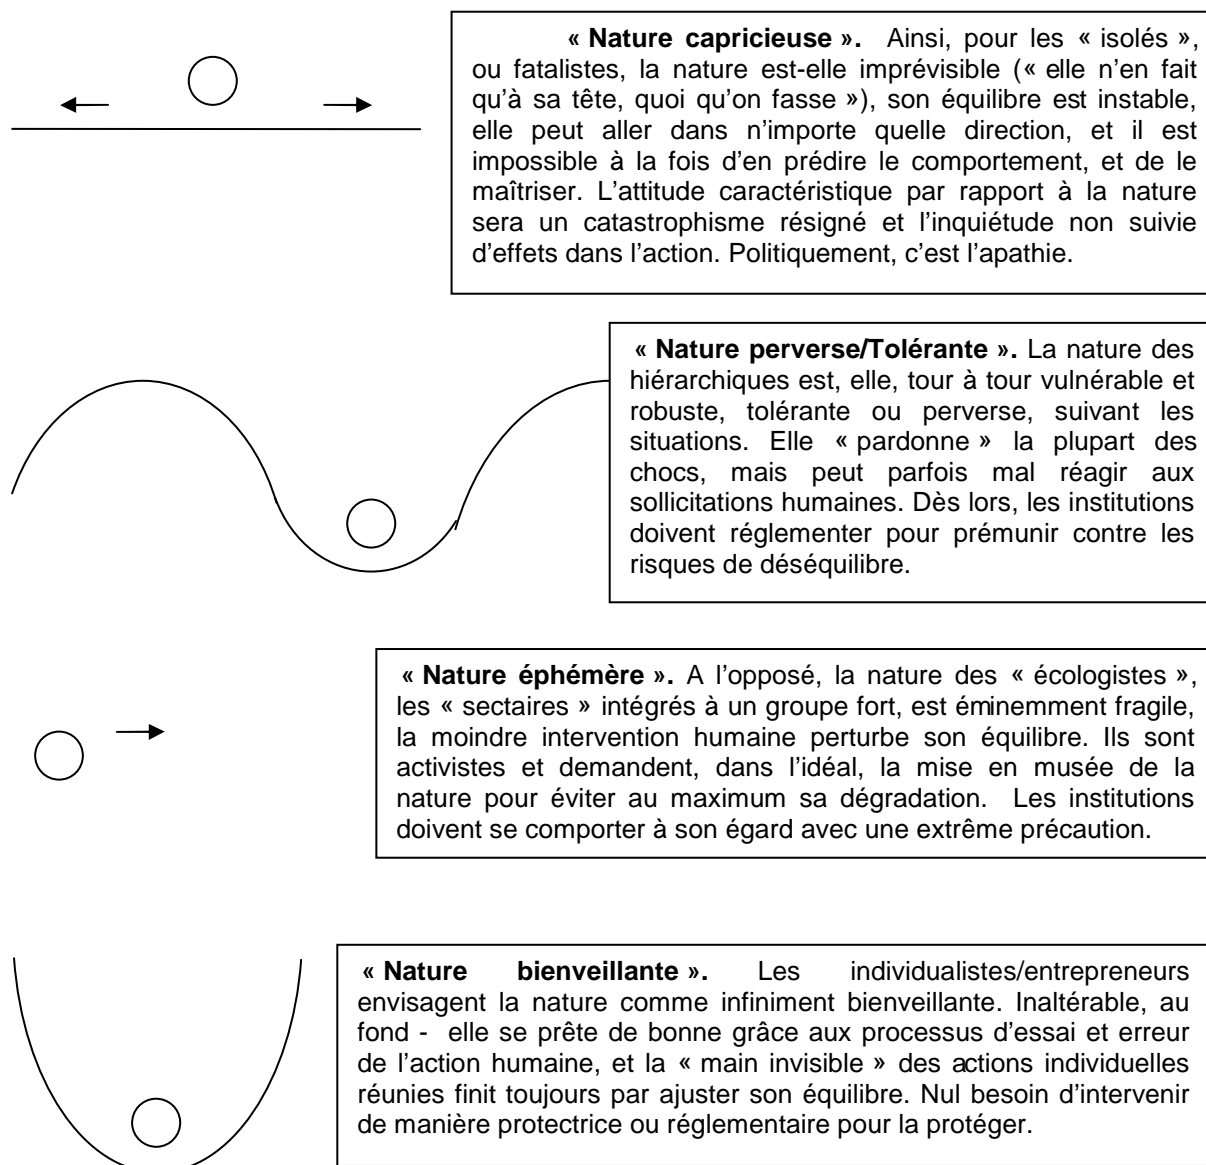 « Nature capricieuse ». Ainsi, pour les « isolés »,
ou fatalistes, la nature est-elle imprévisible (« elle n'en fait
qu'à sa tête, quoi qu'on fasse »), son équilibre est instable,
elle peut aller dans n'importe quelle direction, et il est
impossible à la fois d'en prédire le comportement, et de le
maîtriser. L'attitude caractéristique par rapport à la nature
sera un catastrophisme résigné et l'inquiétude non suivie
d'effets dans l'action. Politiquement, c'est l'apathie.
« Nature perverse/Tolérante ». La nature des
hiérarchiques est, elle, tour à tour vulnérable et
robuste, tolérante ou perverse, suivant les
situations. Elle « pardonne » la plupart des
chocs, mais peut parfois mal réagir aux
sollicitations humaines. Dès lors, les institutions
doivent réglementer pour prémunir contre les
risques de déséquilibre.
« Nature éphémère ». A l'opposé, la nature des « écologistes »,
les « sectaires » intégrés à un groupe fort, est éminemment fragile,
la moindre intervention humaine perturbe son équilibre. Ils sont
activistes et demandent, dans l'idéal, la mise en musée de la
nature pour éviter au maximum sa dégradation. Les institutions
doivent se comporter à son égard avec une extrême précaution.
« Nature bienveillante ». Les individualistes/entrepreneurs
envisagent la nature comme infiniment bienveillante. Inaltérable, au
fond - elle se prête de bonne grâce aux processus d'essai et erreur
de l'action humaine, et la « main invisible » des actions individuelles
réunies finit toujours par ajuster son équilibre. Nul besoin d'intervenir
de manière protectrice ou réglementaire pour la protéger.